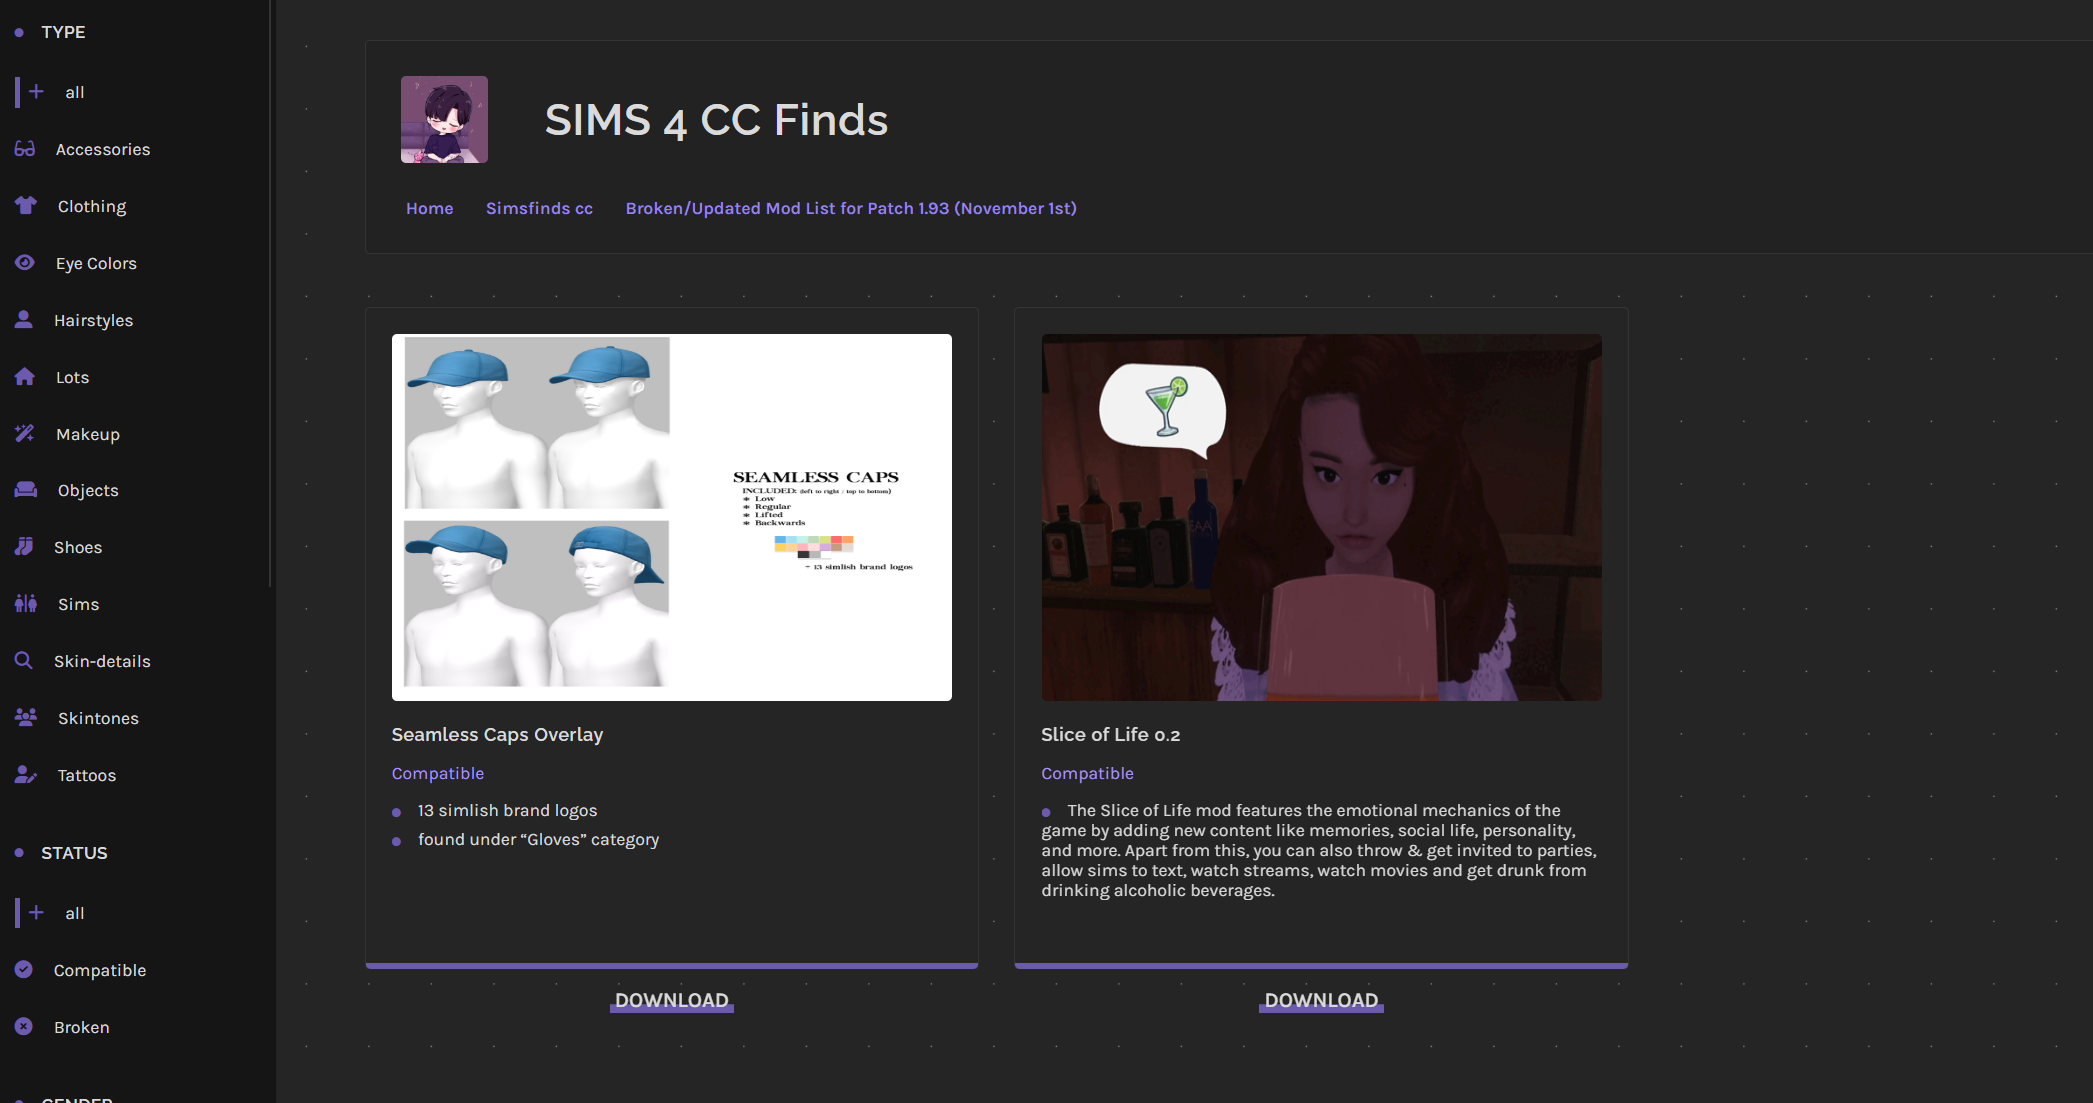 TYPE
all
Accessories
Clothing
Eye Colors
Hairstyles
Lots
Makeup
Objects
Shoes
Sims
Skin-details
Skintones
Tattoos
STATUS
all
Compatible
Broken
GENDER
SIMS 4 CC Finds
Home Simsfinds cc Broken/Updated Mod List for Patch 1.93 (November 1st)
SEAMLESS CAPS
INCLUDED: (left to right / top to bottom)
* Low
* Regular
* Lifted
* Backwards
+ 13 simlish brand logos
Seamless Caps Overlay
Compatible
13 simlish brand logos
found under “Gloves” category
DOWNLOAD
Slice of Life 0.2
Compatible
The Slice of Life mod features the emotional mechanics of the
game by adding new content like memories, social life, personality,
and more. Apart from this, you can also throw & get invited to parties,
allow sims to text, watch streams, watch movies and get drunk from
drinking alcoholic beverages.
DOWNLOAD